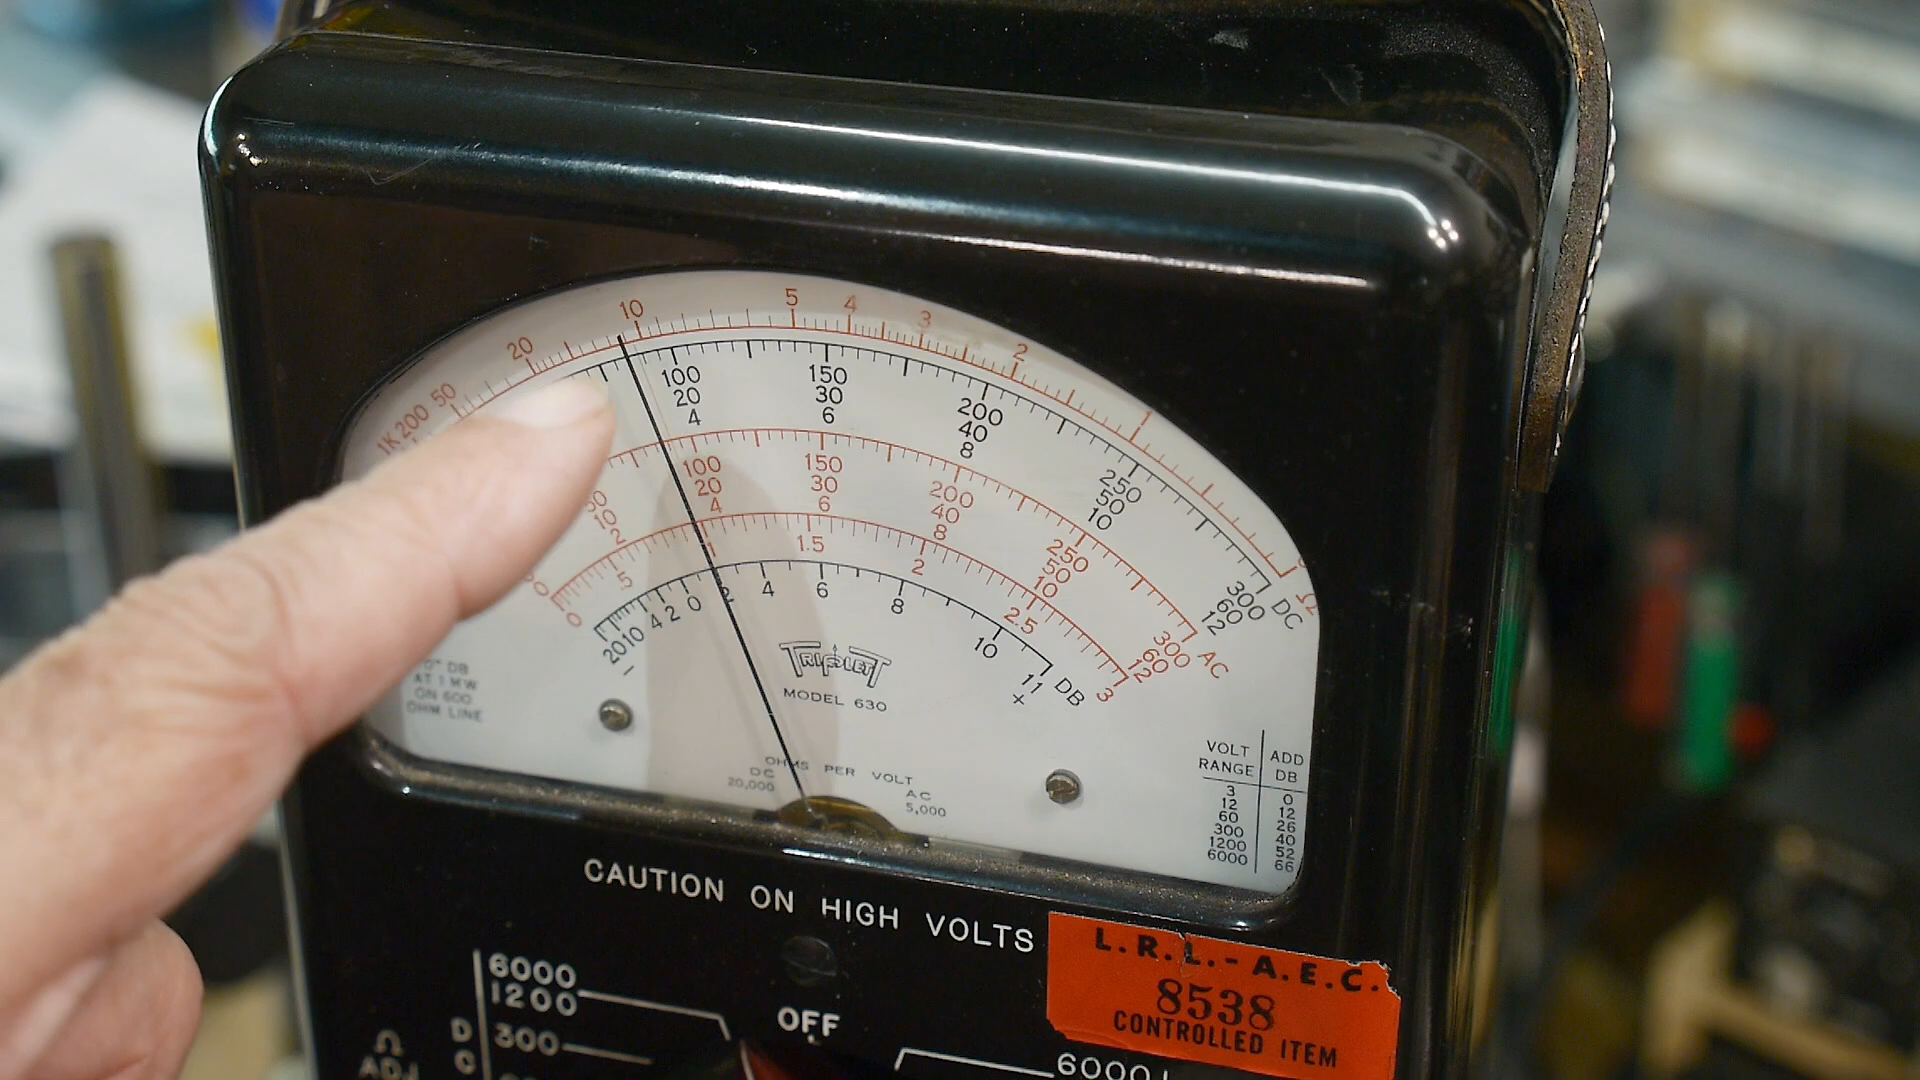 1K 200 50 20 10 5 4 3 2 1 Ω
100 150 200 250 300 DC
20 30 40 50 60
4 6 8 10 12
100 150 200 250 300 AC
10 20 30 40 50 60
2 4 6 8 10 12
0 .5 1 1.5 2 2.5 3
20 10 4 2 0 2 4 6 8 10 11 DB
- +
TRIPLETT
MODEL 630
"0" DB
AT 1 MW
ON 600
OHM LINE
OHMS PER VOLT
DC AC
20,000 5,000
VOLT RANGE ADD DB
3 0
12 12
60 26
300 40
1200 52
6000 66
CAUTION ON HIGH VOLTS
L.R.L.-A.E.C.
8538
CONTROLLED ITEM
6000
1200
300
DC
OFF
6000
Ω
ADJ